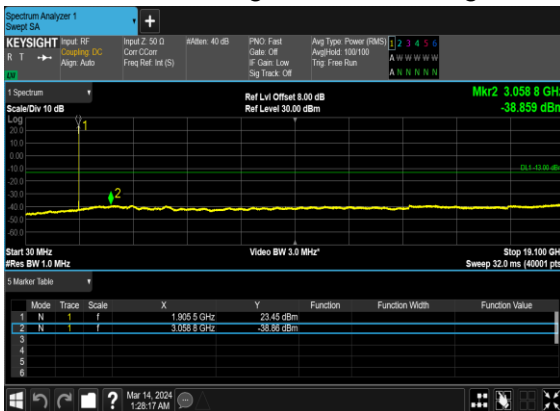 Spectrum Analyzer 1
Swept SA
+
KEYSIGHT
R T
LV
Input: RF
Coupling: DC
Align: Auto
Input Z: 50 Ω
Corr CCorr
Freq Ref: Int (S)
#Atten: 40 dB
PNO: Fast
Gate: Off
IF Gain: Low
Sig Track: Off
Avg Type: Power (RMS)
Avg|Hold: 100/100
Trig: Free Run
1 2 3 4 5 6
A W W W W W
A N N N N N
1 Spectrum
Scale/Div 10 dB
Ref Lvl Offset 8.00 dB
Ref Level 30.00 dBm
Mkr2 3.058 8 GHz
-38.859 dBm
Log
20.0
10.0
0.00
-10.0
-20.0
-30.0
-40.0
-50.0
-60.0
1
2
DL1 -13.00 dBm
Start 30 MHz
#Res BW 1.0 MHz
Video BW 3.0 MHz*
Stop 19.100 GH
Sweep 32.0 ms (40001 pts
5 Marker Table
Mode Trace Scale X Y Function Function Width Function Value
1 N 1 f 1.905 5 GHz 23.45 dBm
2 N 1 f 3.058 8 GHz -38.86 dBm
3
4
5
6
?
Mar 14, 2024
1:28:17 AM